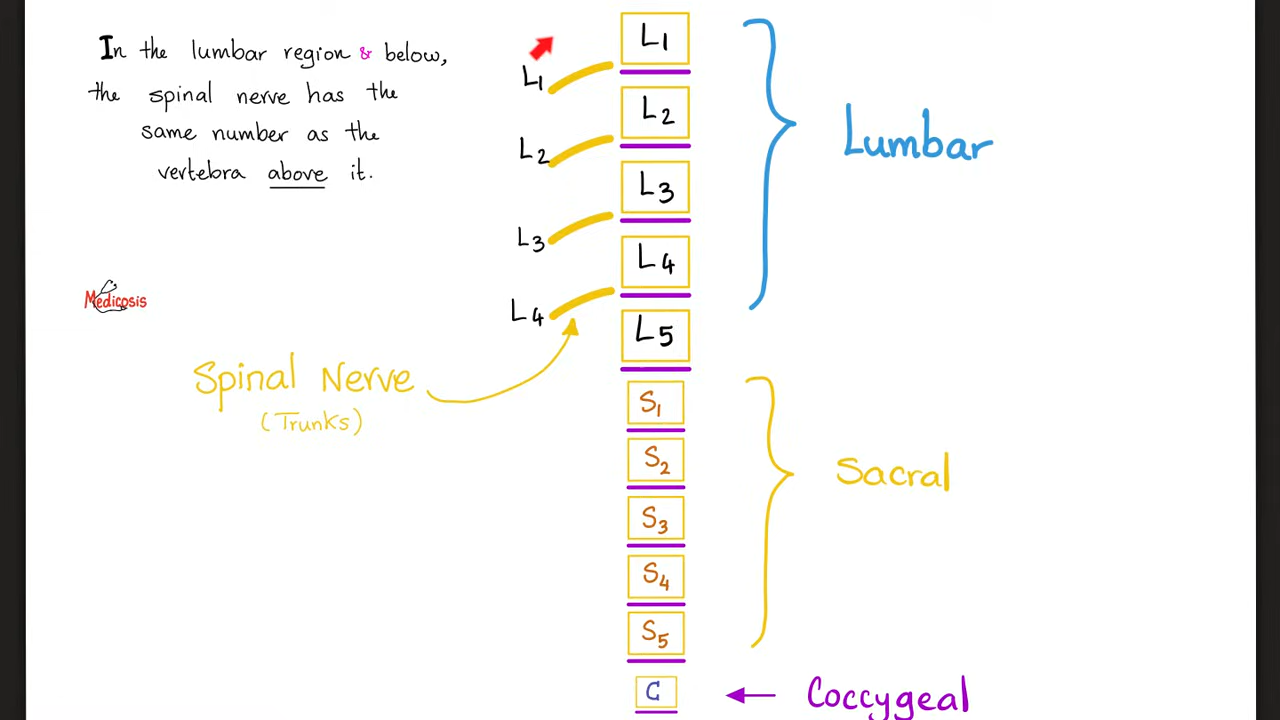 In the lumbar region & below,
the spinal nerve has the
same number as the
vertebra above it.
Medicosis
Spinal Nerve
(Trunks)
L1
L2
L3
L4
L1
L2
L3
L4
L5
S1
S2
S3
S4
S5
C
Lumbar
Sacral
Coccygeal